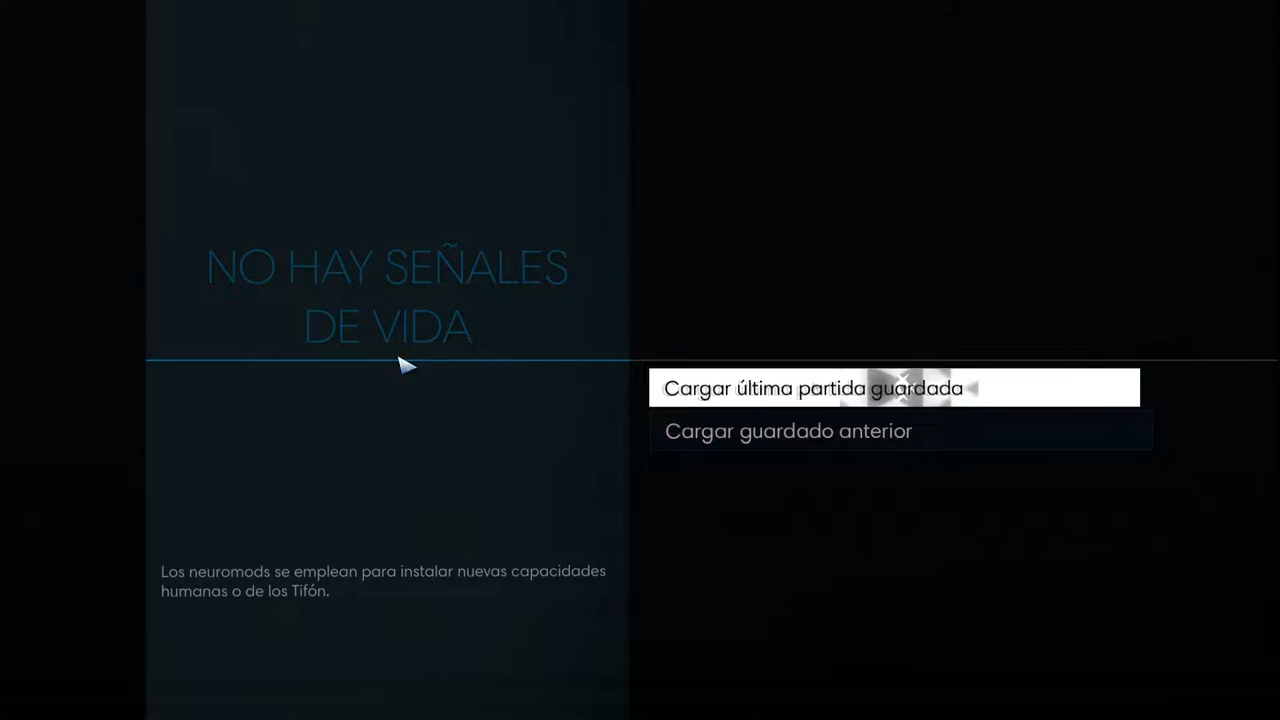 NO HAY SEÑALES
DE VIDA
Cargar última partida guardada
Cargar guardado anterior
Los neuromods se emplean para instalar nuevas capacidades
humanas o de los Tifón.